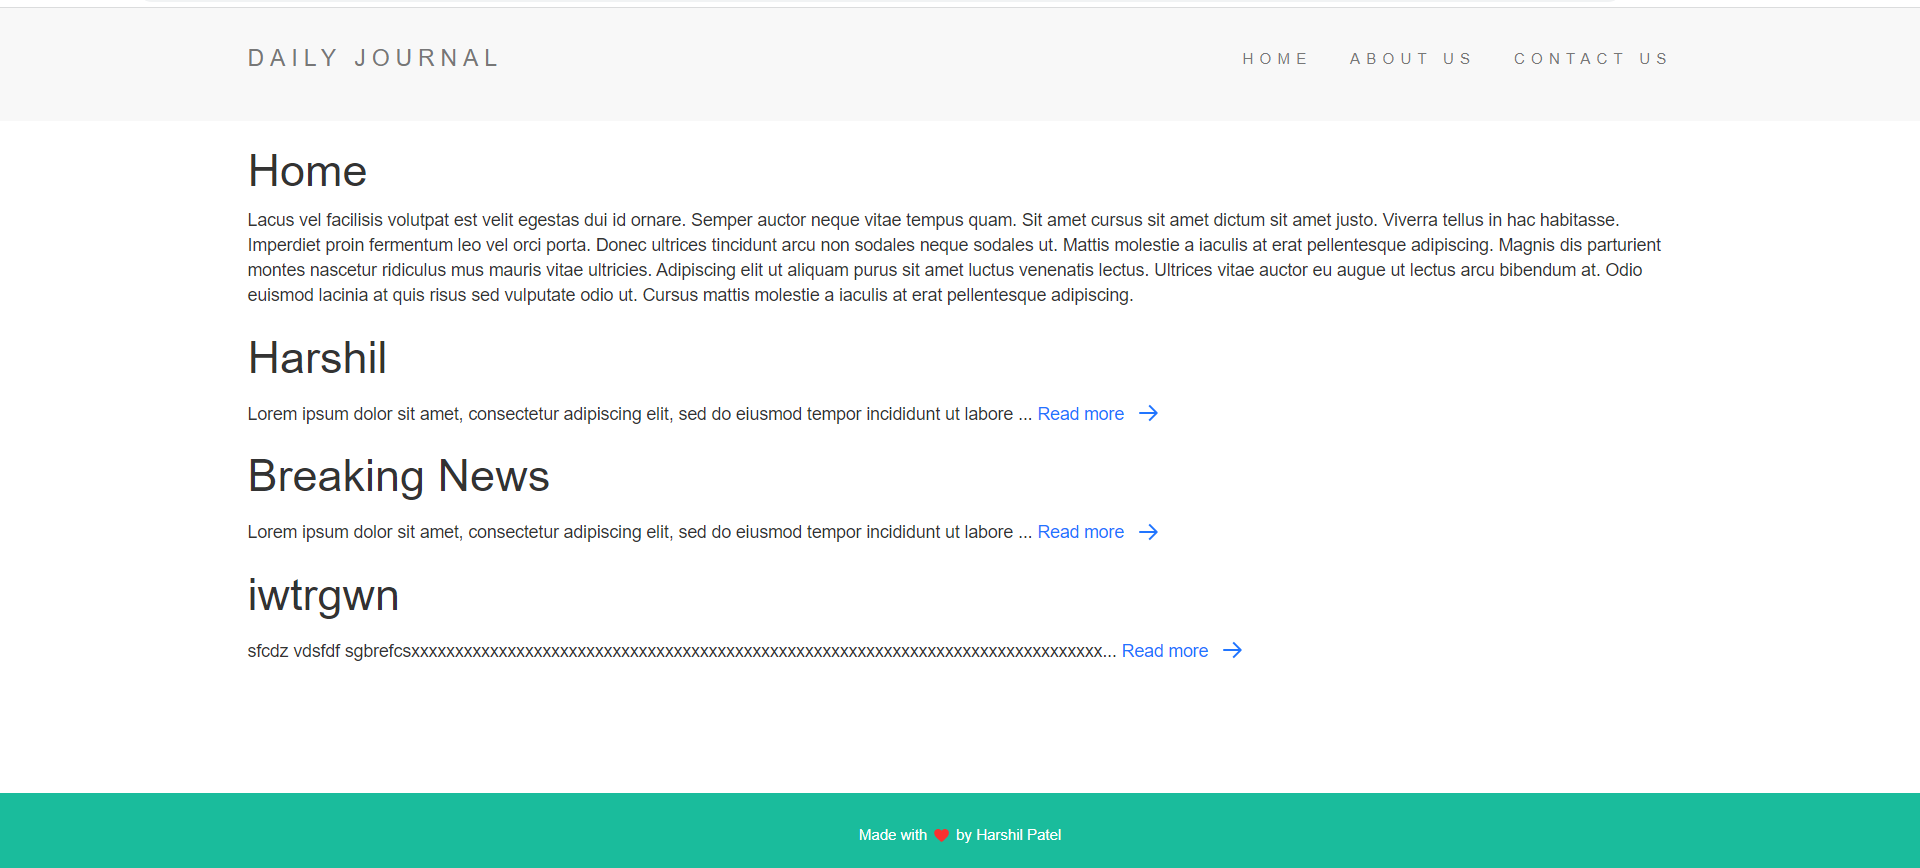 DAILY JOURNAL
HOME ABOUT US CONTACT US
Home
Lacus vel facilisis volutpat est velit egestas dui id ornare. Semper auctor neque vitae tempus quam. Sit amet cursus sit amet dictum sit amet justo. Viverra tellus in hac habitasse.
Imperdiet proin fermentum leo vel orci porta. Donec ultrices tincidunt arcu non sodales neque sodales ut. Mattis molestie a iaculis at erat pellentesque adipiscing. Magnis dis parturient
montes nascetur ridiculus mus mauris vitae ultricies. Adipiscing elit ut aliquam purus sit amet luctus venenatis lectus. Ultrices vitae auctor eu augue ut lectus arcu bibendum at. Odio
euismod lacinia at quis risus sed vulputate odio ut. Cursus mattis molestie a iaculis at erat pellentesque adipiscing.
Harshil
Lorem ipsum dolor sit amet, consectetur adipiscing elit, sed do eiusmod tempor incididunt ut labore ... Read more →
Breaking News
Lorem ipsum dolor sit amet, consectetur adipiscing elit, sed do eiusmod tempor incididunt ut labore ... Read more →
iwtrgwn
sfcdz vdsfdf sgbrefcsxxxxxxxxxxxxxxxxxxxxxxxxxxxxxxxxxxxxxxxxxxxxxxxxxxxxxxxxxxxxxxxxxxxxxxxxxxxxxxx... Read more →
Made with ❤ by Harshil Patel